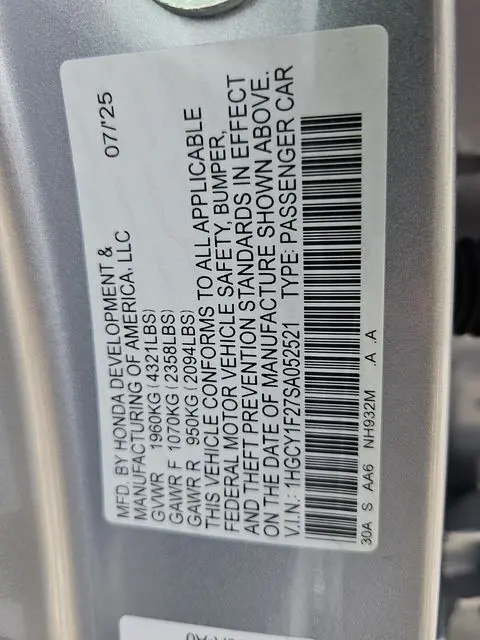 MFD. BY HONDA DEVELOPMENT & 07/'25
MANUFACTURING OF AMERICA, LLC
GVWR 1960KG(4321LBS)
GAWR F 1070KG(2358LBS)
GAWR R 950KG(2094LBS)
THIS VEHICLE CONFORMS TO ALL APPLICABLE
FEDERAL MOTOR VEHICLE SAFETY, BUMPER,
AND THEFT PREVENTION STANDARDS IN EFFECT
ON THE DATE OF MANUFACTURE SHOWN ABOVE.
V.I.N.: 1HGCY1F27SA052521 TYPE: PASSENGER CAR
30A S AA6 NH932M .A .A